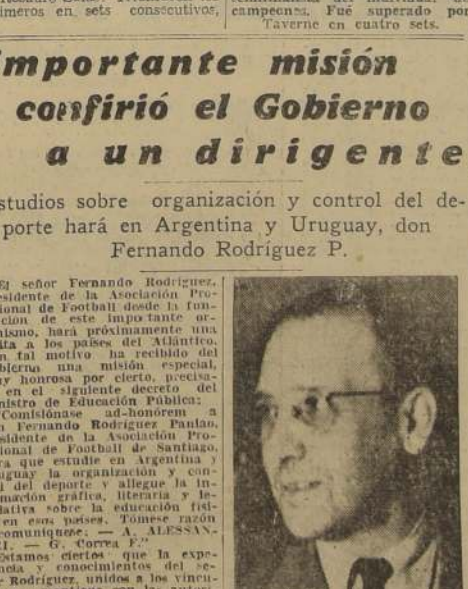 imeros en sets consecutivos,
campeones. Fué superado por
Taverne en cuatro sets.
importante misión
confirió el Gobierno
a un dirigente
studios sobre organización y control del de-
porte hará en Argentina y Uruguay, don
Fernando Rodríguez P.
El señor Fernando Rodríguez,
esidente de la Asociación Pro-
ional de Football desde la fun-
ción de este importante or-
nismo, hará próximamente una
ita a los países del Atlántico.
n tal motivo ha recibido del
bierno una misión especial,
uy honrosa por cierto, precisa-
en el siguiente decreto del
nistro de Educación Pública:
"Comisiónase ad-honórem a
n Fernando Rodríguez Paulao,
sidente de la Asociación Pro-
ional de Football de Santiago,
ra que estudie en Argentina y
uguay la organización y con-
l del deporte y allegue la in-
mación gráfica, literaria y le-
lativa sobre la educación físi-
en esos países. Tómese razón
comuníquese. — A. ALESSAN-
RI. — G. Correa F."
Estamos ciertos que la expe-
ncia y conocimientos del se-
r Rodríguez, unidos a los víncu-